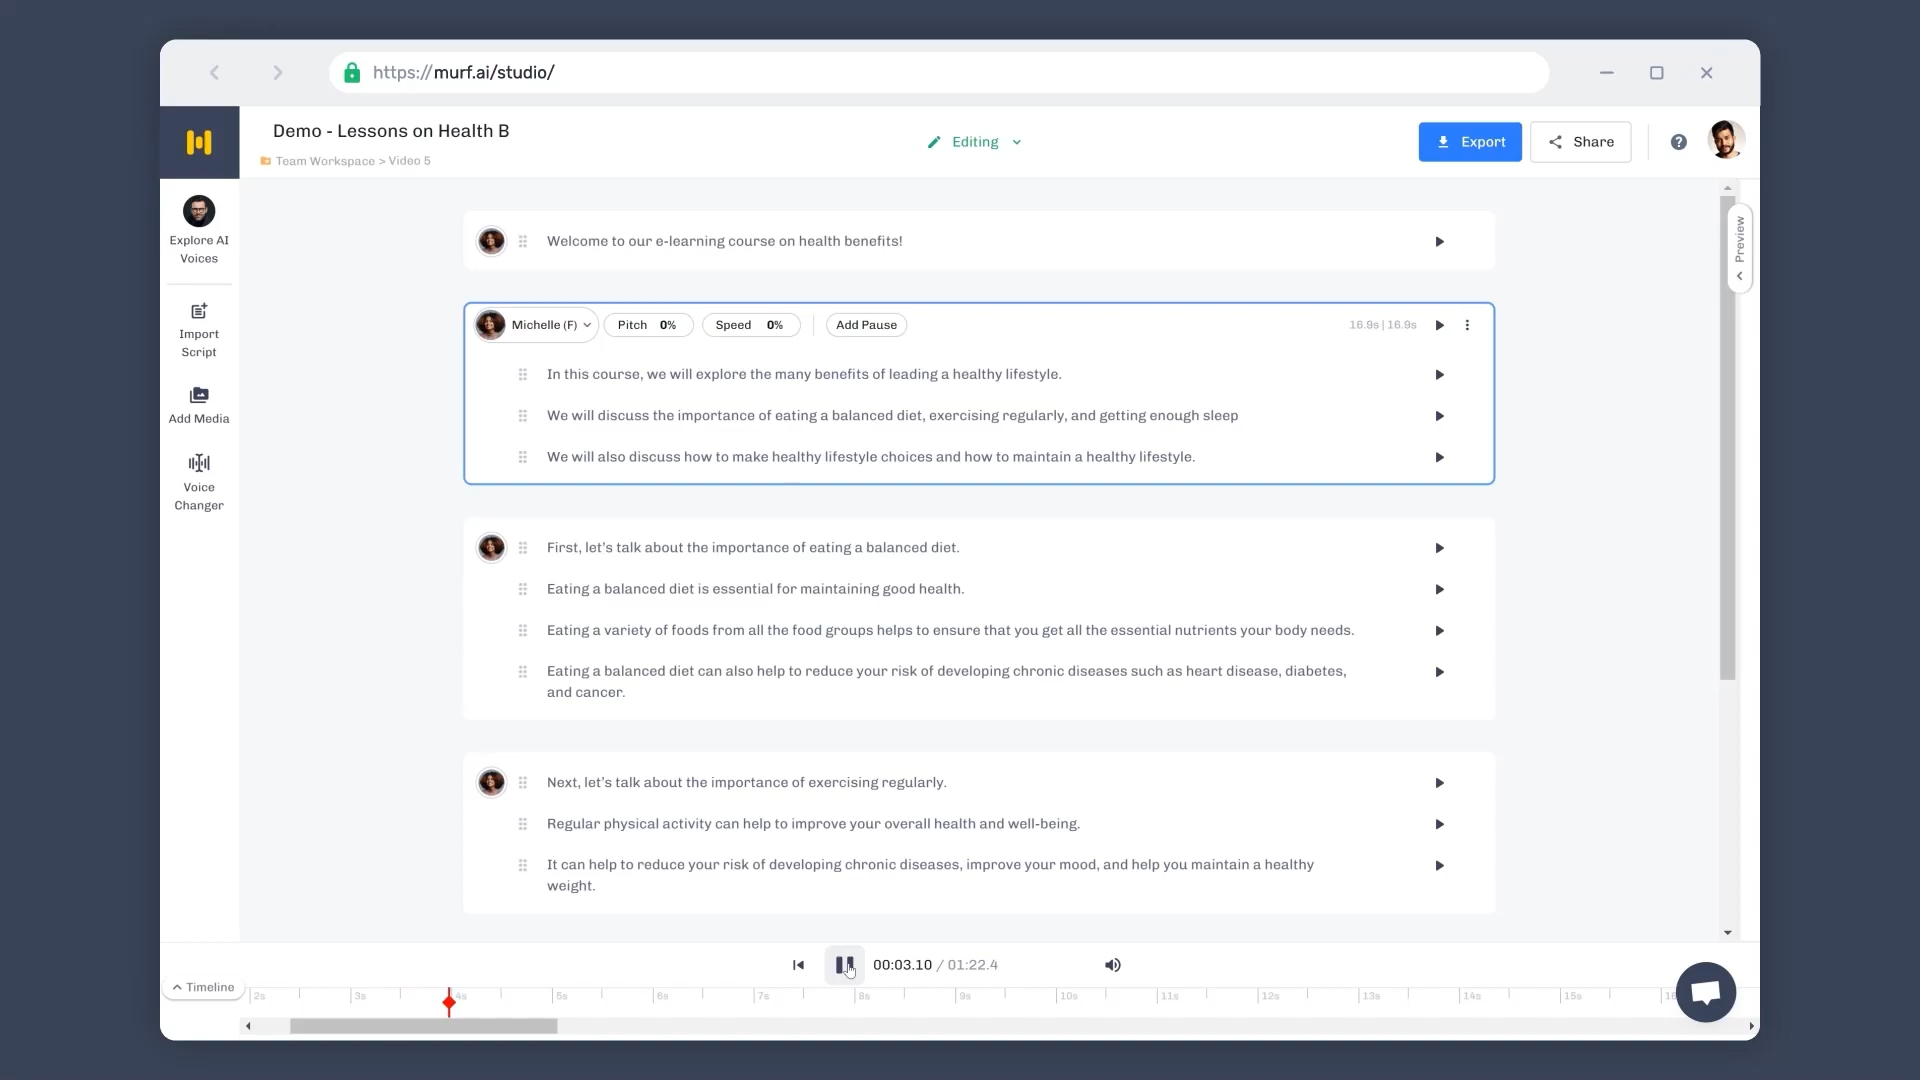 https://murf.ai/studio/
Demo - Lessons on Health B
Team Workspace > Video 5
Editing
Export
Share
Explore AI
Voices
Import
Script
Add Media
Voice
Changer
Preview
Welcome to our e-learning course on health benefits!
Michelle (F)
Pitch 0%
Speed 0%
Add Pause
16.9s | 16.9s
In this course, we will explore the many benefits of leading a healthy lifestyle.
We will discuss the importance of eating a balanced diet, exercising regularly, and getting enough sleep
We will also discuss how to make healthy lifestyle choices and how to maintain a healthy lifestyle.
First, let's talk about the importance of eating a balanced diet.
Eating a balanced diet is essential for maintaining good health.
Eating a variety of foods from all the food groups helps to ensure that you get all the essential nutrients your body needs.
Eating a balanced diet can also help to reduce your risk of developing chronic diseases such as heart disease, diabetes,
and cancer.
Next, let's talk about the importance of exercising regularly.
Regular physical activity can help to improve your overall health and well-being.
It can help to reduce your risk of developing chronic diseases, improve your mood, and help you maintain a healthy
weight.
00:03.10 / 01:22.4
Timeline
2s 3s 4s 5s 6s 7s 8s 9s 10s 11s 12s 13s 14s 15s